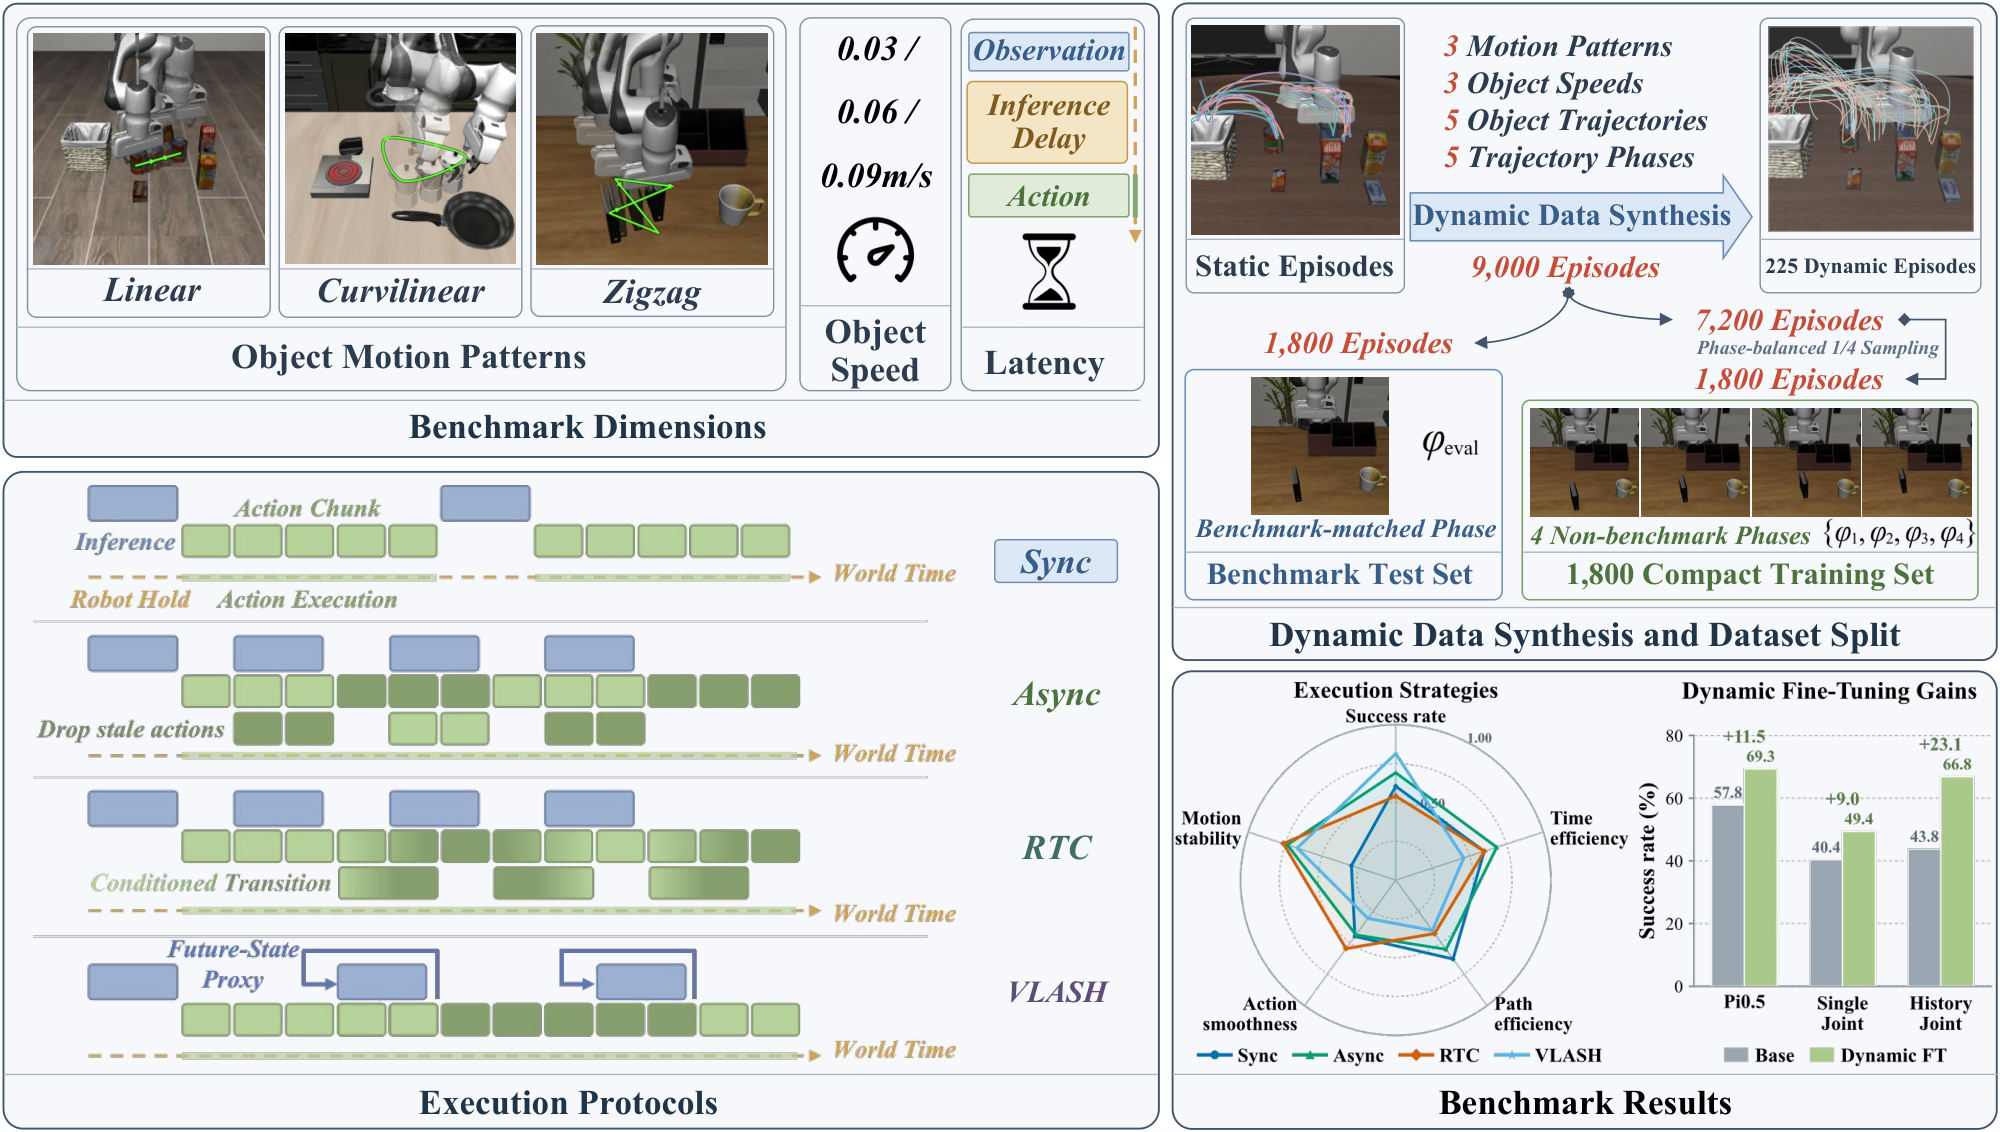 Linear
Curvilinear
Zigzag
Object Motion Patterns
0.03 /
0.06 /
0.09m/s
Object
Speed
Observation
Inference
Delay
Action
Latency
Benchmark Dimensions
Action Chunk
Inference
World Time
Robot Hold
Action Execution
Sync
Drop stale actions
World Time
Async
Conditioned Transition
World Time
RTC
Future-State
Proxy
World Time
VLASH
Execution Protocols
Static Episodes
3 Motion Patterns
3 Object Speeds
5 Object Trajectories
5 Trajectory Phases
Dynamic Data Synthesis
225 Dynamic Episodes
9,000 Episodes
1,800 Episodes
7,200 Episodes
Phase-balanced 1/4 Sampling
1,800 Episodes
φeval
Benchmark-matched Phase
Benchmark Test Set
4 Non-benchmark Phases {φ1, φ2, φ3, φ4}
1,800 Compact Training Set
Dynamic Data Synthesis and Dataset Split
Execution Strategies
Success rate
1.00
0.50
Motion
stability
Time
efficiency
Action
smoothness
Path
efficiency
Sync
Async
RTC
VLASH
Dynamic Fine-Tuning Gains
Success rate (%)
80
60
40
20
0
+11.5
57.8
69.3
+9.0
40.4
49.4
+23.1
43.8
66.8
Pi0.5
Single
Joint
History
Joint
Base
Dynamic FT
Benchmark Results